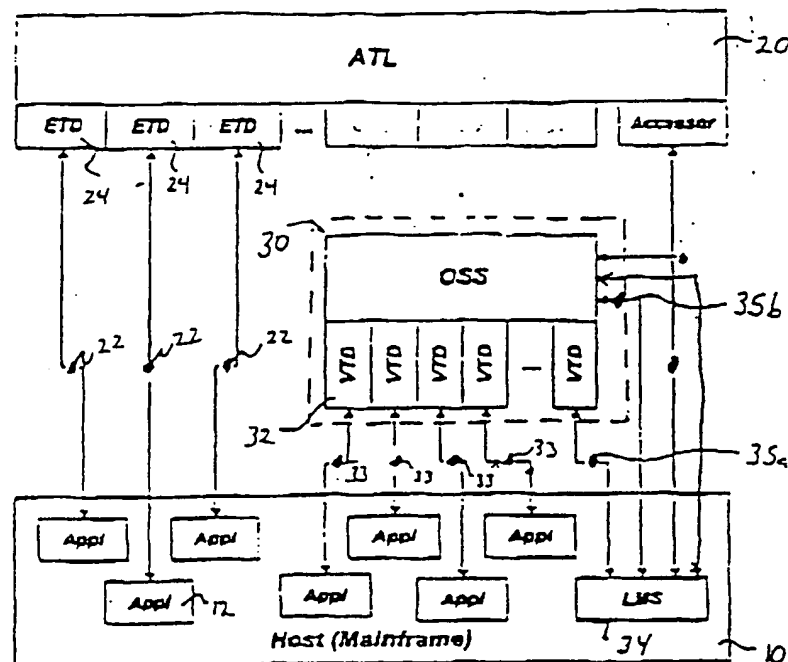 ATL
20
ETD
ETD
ETD
Accessor
24
24
24
30
OSS
35b
22
22
22
VTD
VTD
VTD
VTD
VTD
32
33
33
33
33
35a
Appl
Appl
Appl
Appl
Appl
12
Appl
Appl
LMS
Host (Mainframe)
34
10